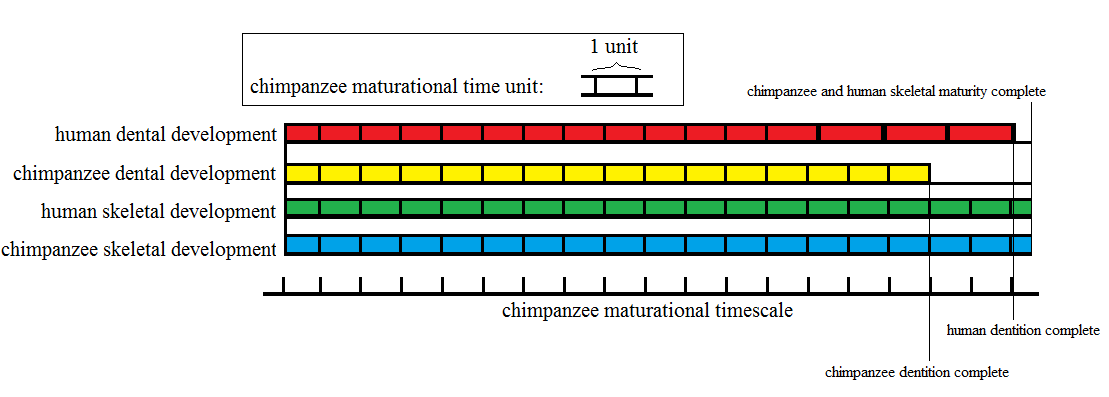 1 unit
chimpanzee maturational time unit:
chimpanzee and human skeletal maturity complete
human dental development
chimpanzee dental development
human skeletal development
chimpanzee skeletal development
chimpanzee maturational timescale
human dentition complete
chimpanzee dentition complete